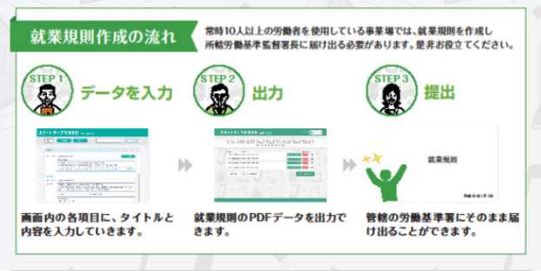 就業規則作成の流れ
常時10人以上の労働者を使用している事業場では、就業規則を作成し
所轄労働基準監督署長に届け出る必要があります。是非お役立てください。
STEP 1
データを入力
STEP 2
出力
STEP 3
提出
就業規則
画面内の各項目に、タイトルと
内容を入力していきます。
就業規則のPDFデータを出力で
きます。
管轄の労働基準署にそのまま届
け出ることができます。